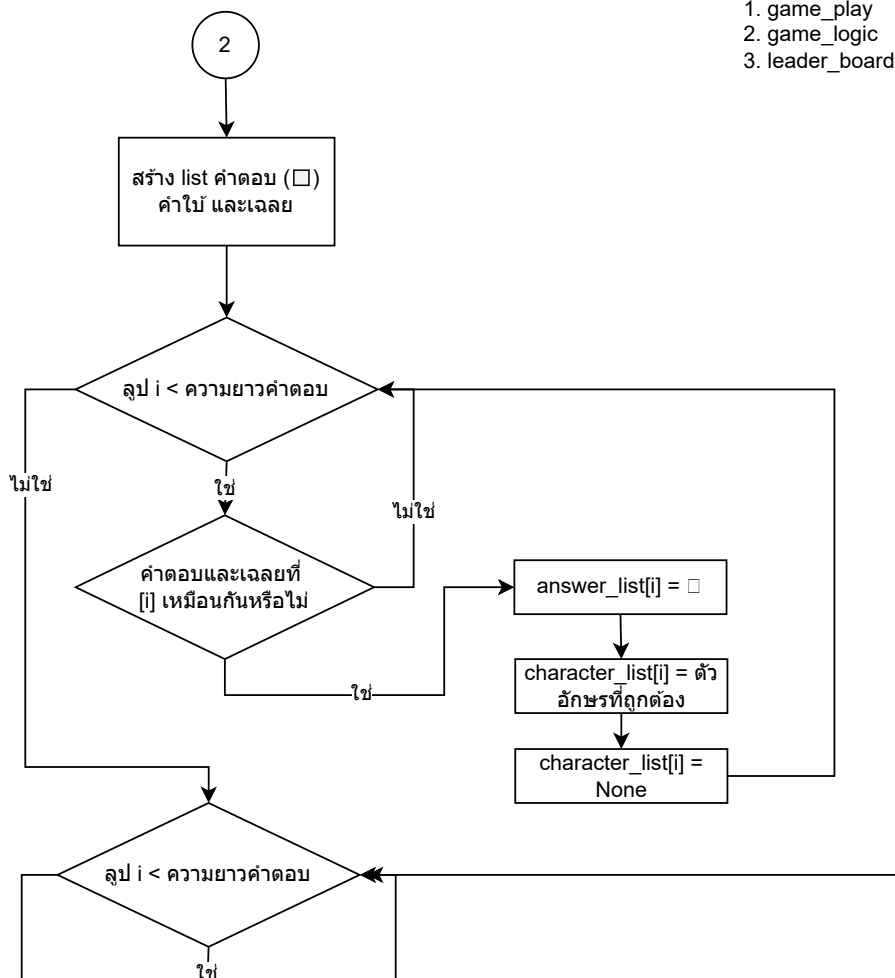 1. game_play
2. game_logic
3. leader_board
2
สร้าง list คำตอบ (□)
คำใบ้ และเฉลย
ลูป i < ความยาวคำตอบ
ไม่ใช่
ใช่
ไม่ใช่
คำตอบและเฉลยที่
[i] เหมือนกันหรือไม่
answer_list[i] = □
character_list[i] = ตัว
อักษรที่ถูกต้อง
ใช่
character_list[i] =
None
ลูป i < ความยาวคำตอบ
ใช่